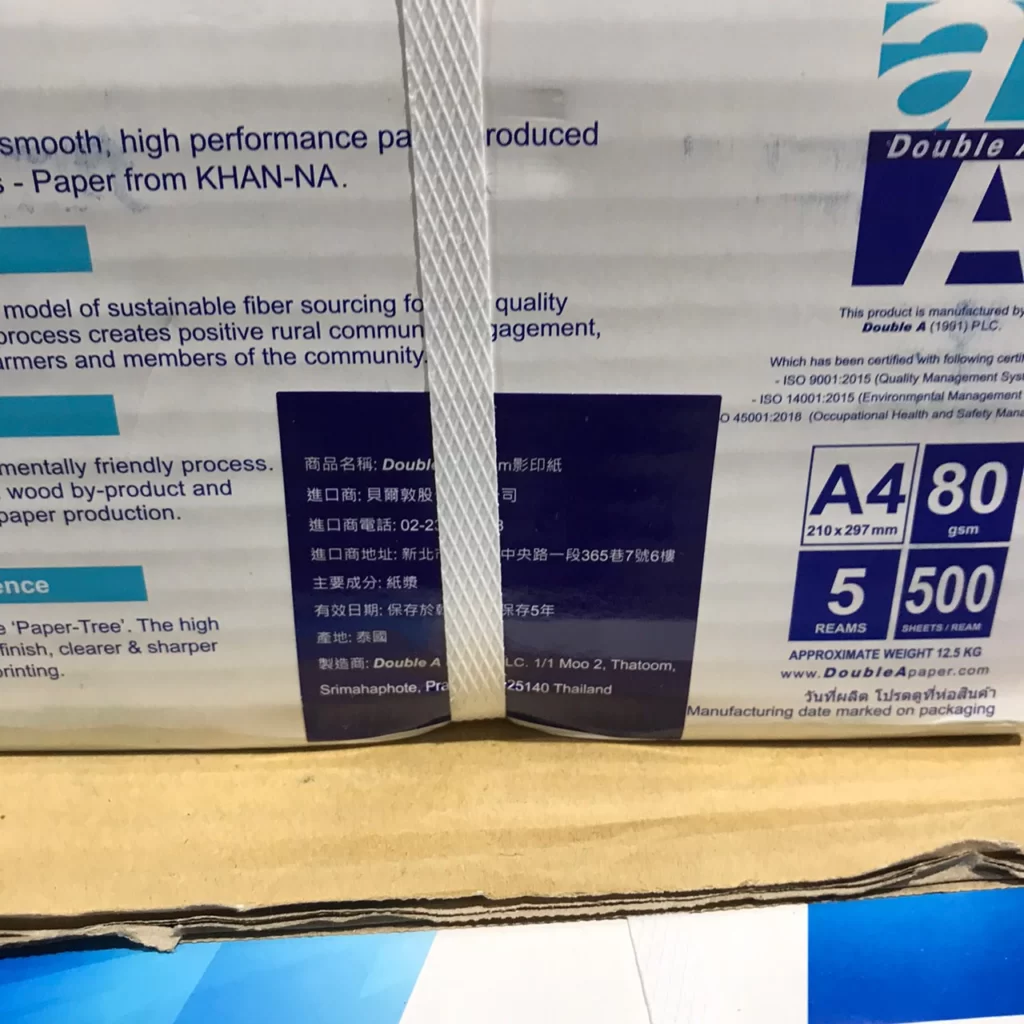 smooth, high performance roduced
- Paper from KHAN-NA.
model of sustainable fiber sourcing quality
process creates positive rural gagement,
armers and members of the community.
mentally friendly process.
wood by-product and
paper production.
ence
'Paper-Tree'. The high
finish, clearer & sharper
printing.
商品名稱: Double m影印紙
進口商: 貝爾敦股 司
進口商電話: 02-2
進口商地址: 新北 中央路一段365巷7號6樓
主要成分: 紙漿
有效日期: 保存於 保存5年
產地: 泰國
製造商: Double A LC. 1/1 Moo 2, Thatoom,
Srimahaphote, 25140 Thailand
a
Double A
A
This product is manufactured by
Double A (1991) PLC.
Which has been certified with following
- ISO 9001:2015 (Quality Management
- ISO 14001:2015 (Environmental Management
O 45001:2018 (Occupational Health and Safety
A4
210 x 297 mm
80
gsm
5
REAMS
500
SHEETS / REAM
APPROXIMATE WEIGHT 12.5 KG
www.DoubleApaper.com
วันที่ผลิต โปรดดูที่ห่อสินค้า
Manufacturing date marked on packaging